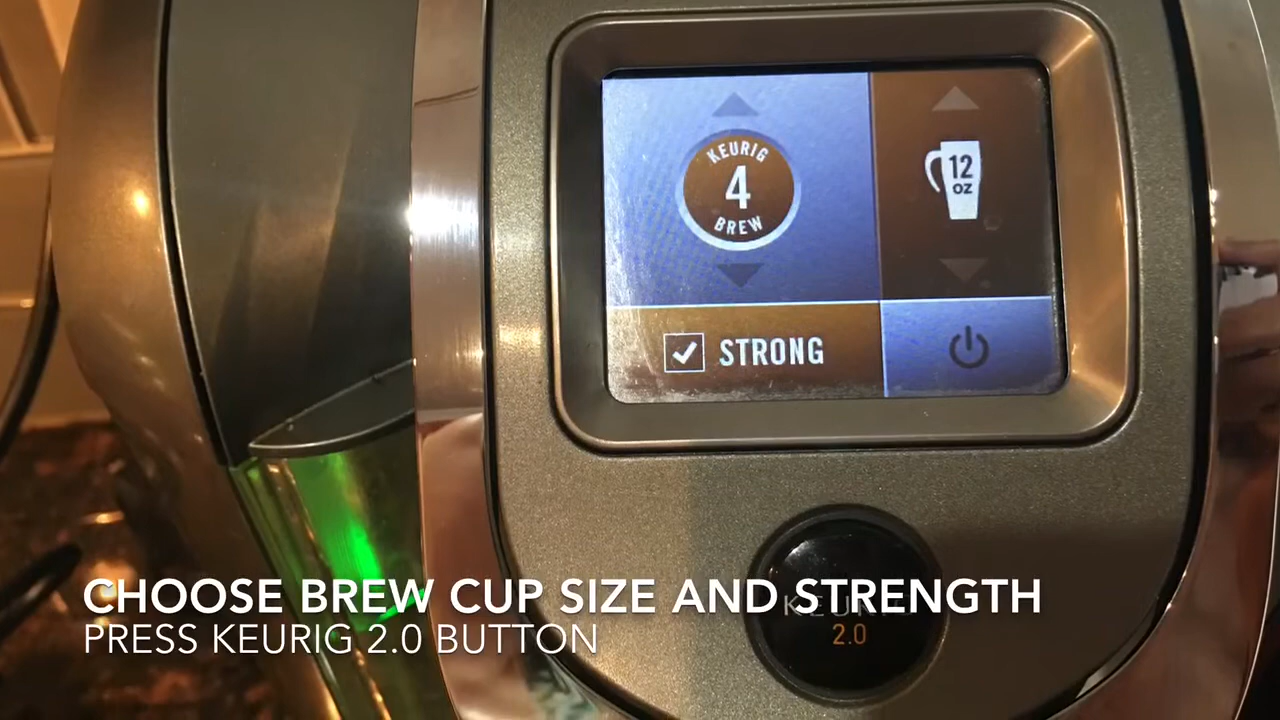 KEURIG
4
BREW
12
OZ
STRONG
KEURIG
2.0
CHOOSE BREW CUP SIZE AND STRENGTH
PRESS KEURIG 2.0 BUTTON